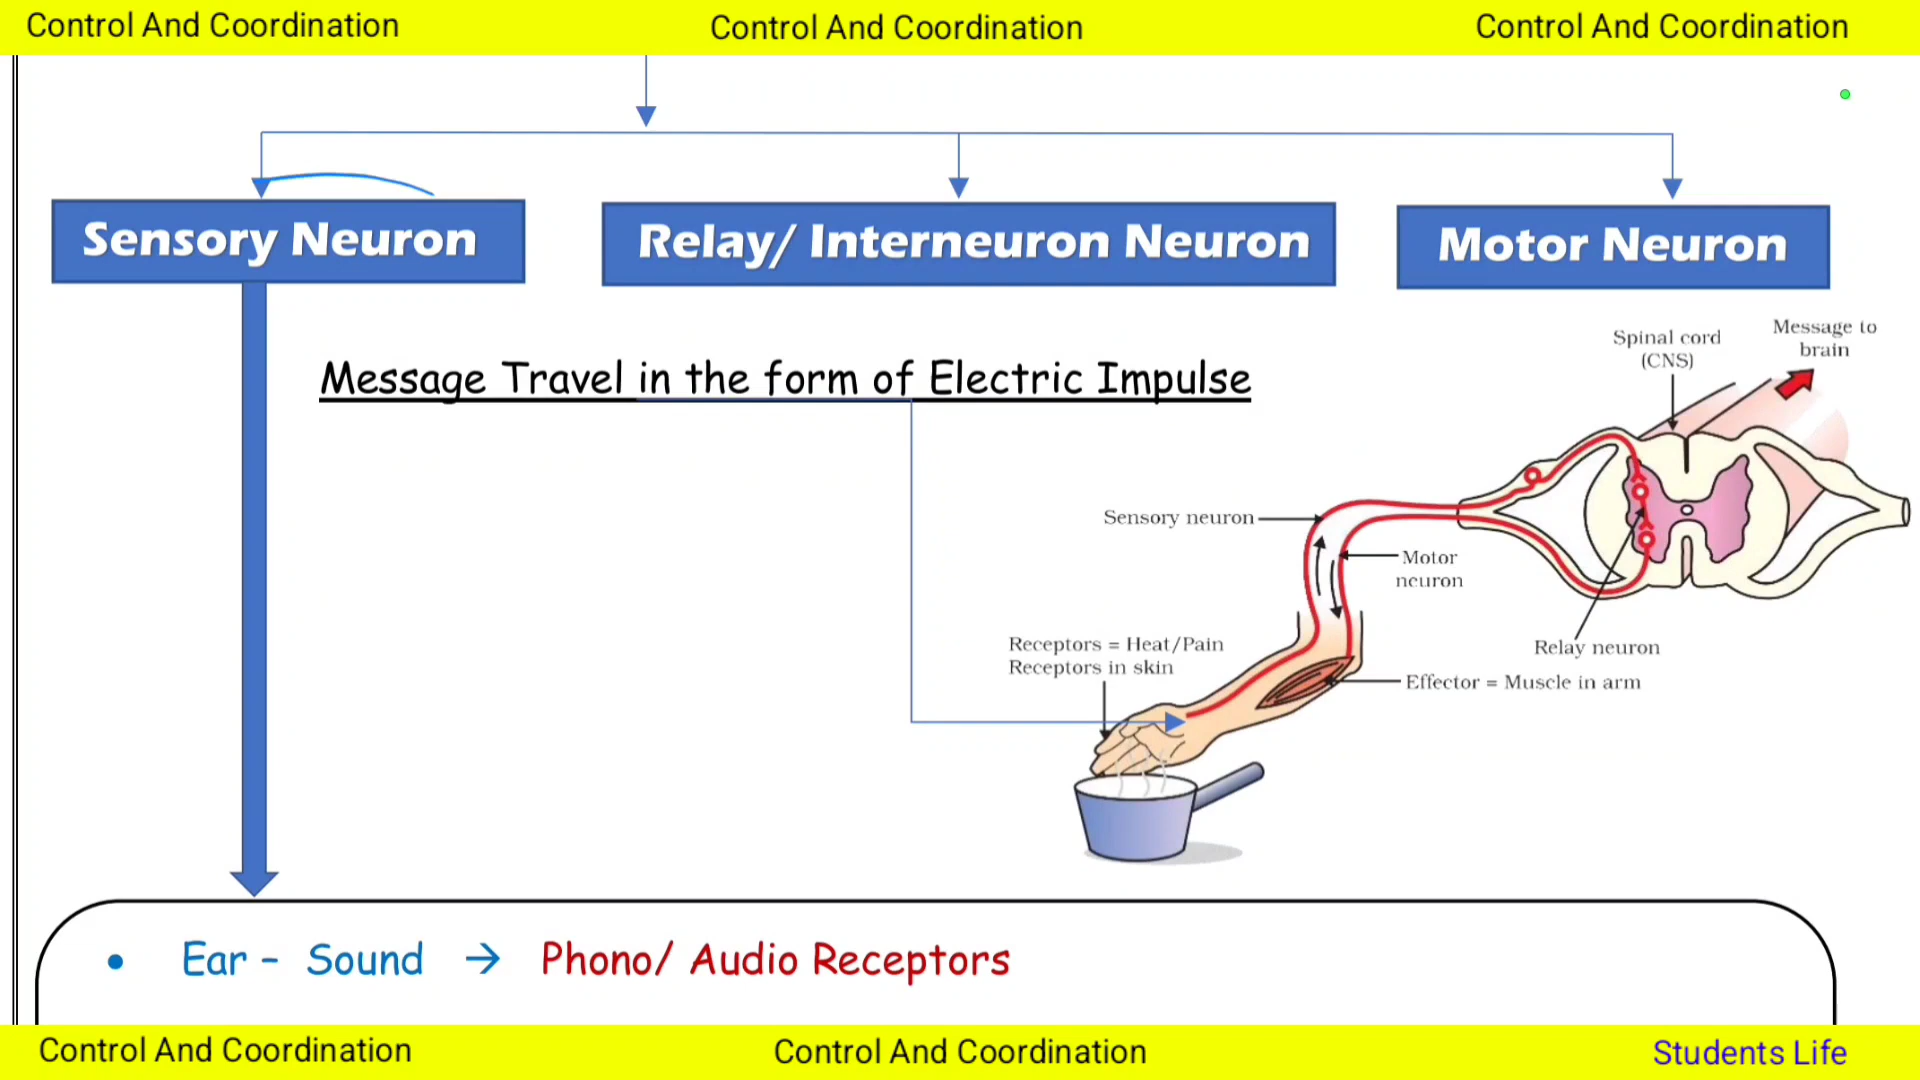 Control And Coordination
Control And Coordination
Control And Coordination
Sensory Neuron
Relay/ Interneuron Neuron
Motor Neuron
Message Travel in the form of Electric Impulse
Spinal cord
(CNS)
Message to
brain
Sensory neuron
Motor
neuron
Receptors = Heat/Pain
Receptors in skin
Relay neuron
Effector = Muscle in arm
• Ear – Sound → Phono/ Audio Receptors
Control And Coordination
Control And Coordination
Students Life